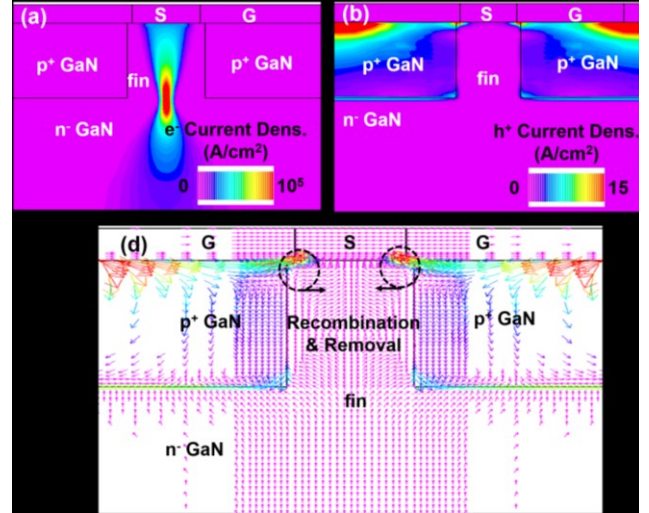 (a)
S
G
p⁺ GaN
fin
p⁺ GaN
n⁻ GaN
e⁻ Current Dens.
(A/cm²)
0
10⁵
(b)
S
G
p⁺ GaN
fin
p⁺ GaN
n⁻ GaN
h⁺ Current Dens.
(A/cm²)
0
15
(d)
G
S
G
p⁺ GaN
p⁺ GaN
Recombination
& Removal
fin
n⁻ GaN